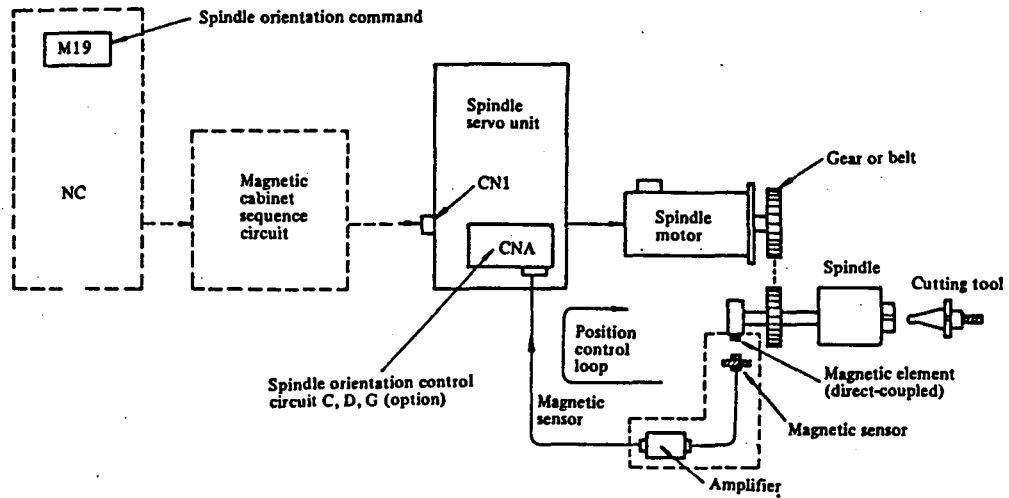 Spindle orientation command
M19
NC
Magnetic
cabinet
sequence
circuit
Spindle
servo unit
CN1
CNA
Spindle orientation control
circuit C, D, G (option)
Spindle
motor
Gear or belt
Spindle
Cutting tool
Position
control
loop
Magnetic
sensor
Magnetic element
(direct-coupled)
Magnetic sensor
Amplifier